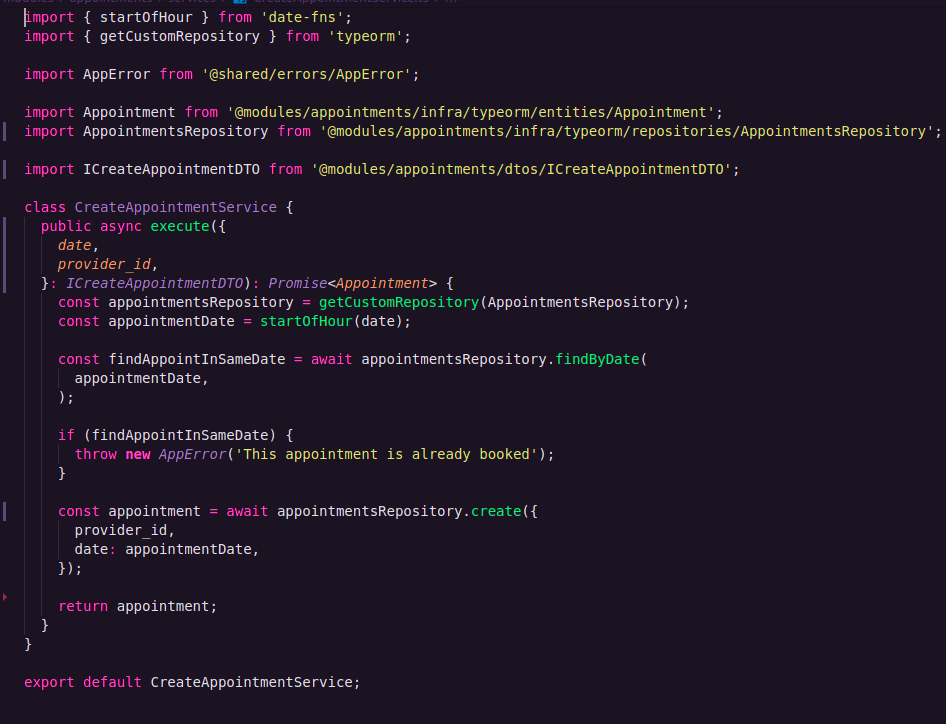 import { startOfHour } from 'date-fns';
import { getCustomRepository } from 'typeorm';

import AppError from '@shared/errors/AppError';

import Appointment from '@modules/appointments/infra/typeorm/entities/Appointment';
import AppointmentsRepository from '@modules/appointments/infra/typeorm/repositories/AppointmentsRepository';

import ICreateAppointmentDTO from '@modules/appointments/dtos/ICreateAppointmentDTO';

class CreateAppointmentService {
  public async execute({
    date,
    provider_id,
  }: ICreateAppointmentDTO): Promise<Appointment> {
    const appointmentsRepository = getCustomRepository(AppointmentsRepository);
    const appointmentDate = startOfHour(date);

    const findAppointInSameDate = await appointmentsRepository.findByDate(
      appointmentDate,
    );

    if (findAppointInSameDate) {
      throw new AppError('This appointment is already booked');
    }

    const appointment = await appointmentsRepository.create({
      provider_id,
      date: appointmentDate,
    });

    return appointment;
  }
}

export default CreateAppointmentService;